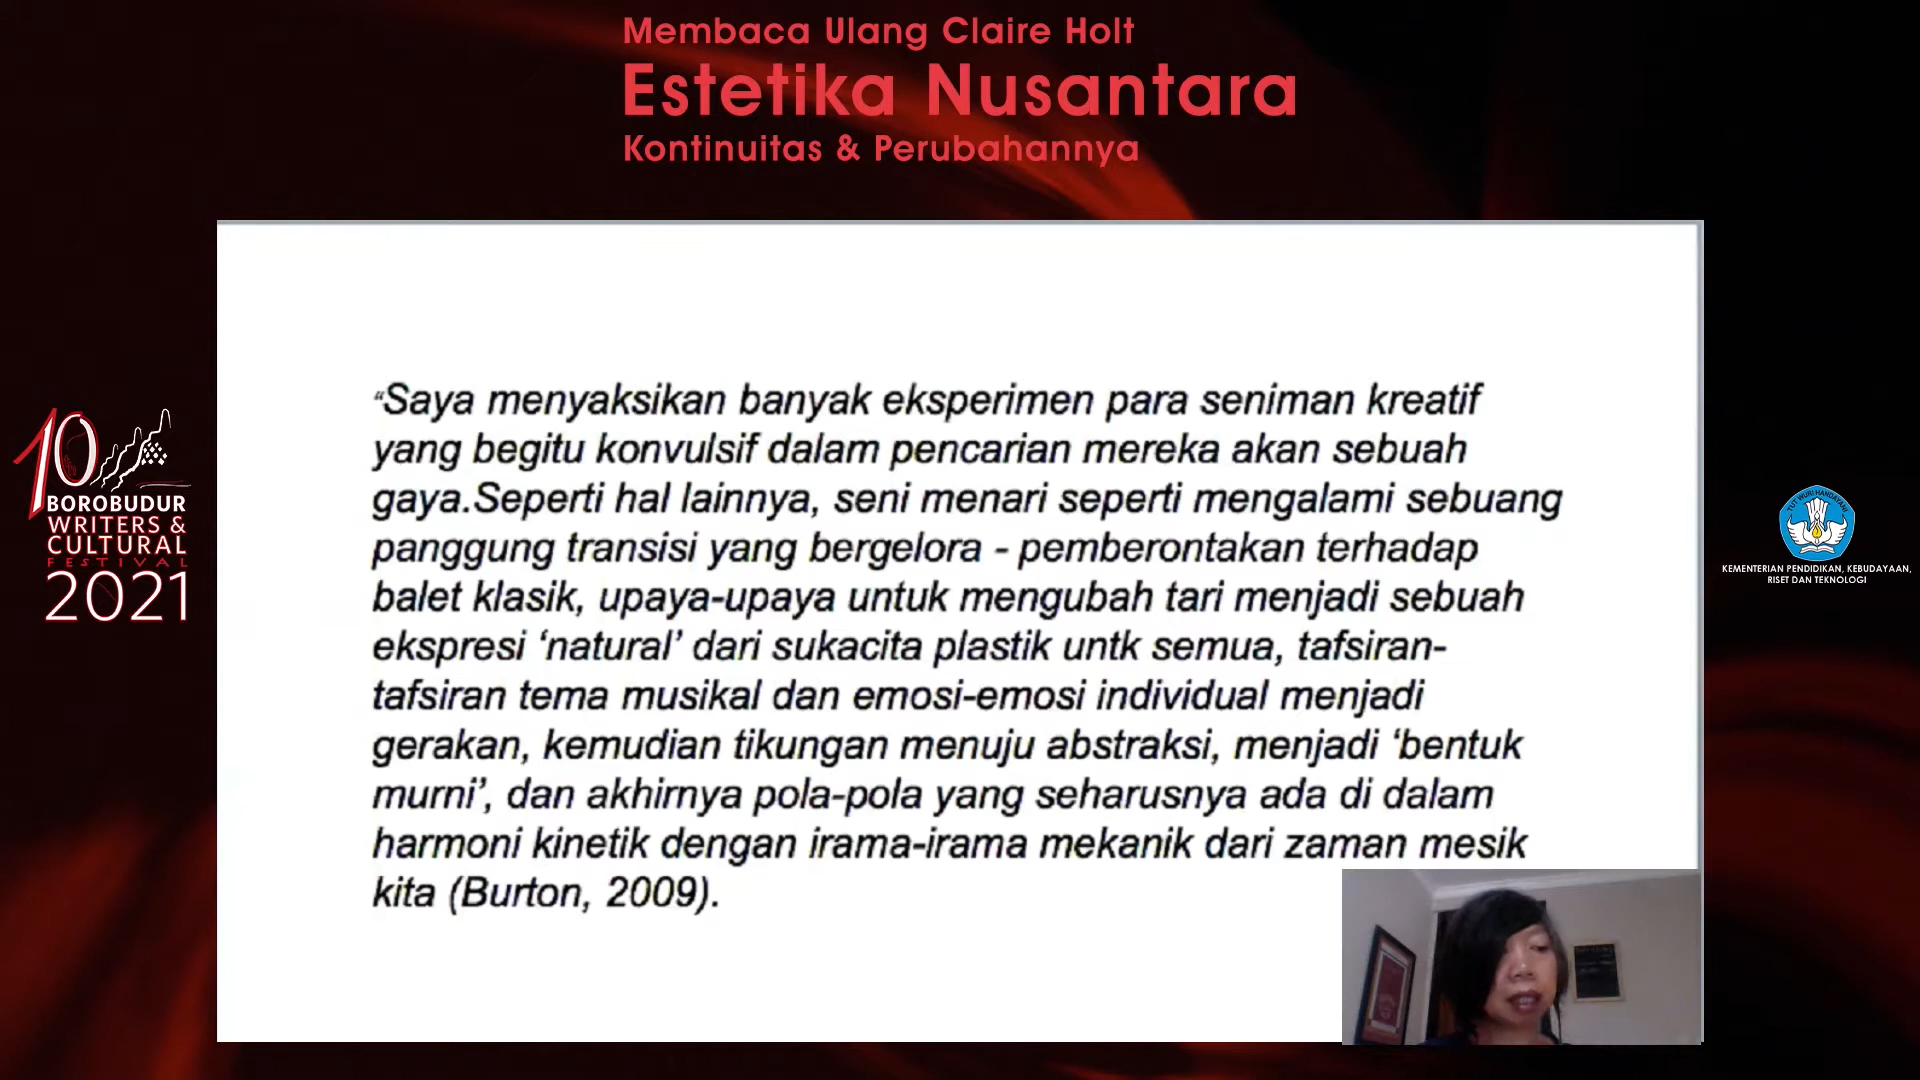 Membaca Ulang Claire Holt
Estetika Nusantara
Kontinuitas & Perubahannya
10
BOROBUDUR
WRITERS &
CULTURAL
FESTIVAL
2021
“Saya menyaksikan banyak eksperimen para seniman kreatif
yang begitu konvulsif dalam pencarian mereka akan sebuah
gaya.Seperti hal lainnya, seni menari seperti mengalami sebuang
panggung transisi yang bergelora - pemberontakan terhadap
balet klasik, upaya-upaya untuk mengubah tari menjadi sebuah
ekspresi ‘natural’ dari sukacita plastik untk semua, tafsiran-
tafsiran tema musikal dan emosi-emosi individual menjadi
gerakan, kemudian tikungan menuju abstraksi, menjadi ‘bentuk
murni’, dan akhirnya pola-pola yang seharusnya ada di dalam
harmoni kinetik dengan irama-irama mekanik dari zaman mesik
kita (Burton, 2009).
TUT WURI HANDAYANI
KEMENTERIAN PENDIDIKAN, KEBUDAYAAN,
RISET DAN TEKNOLOGI